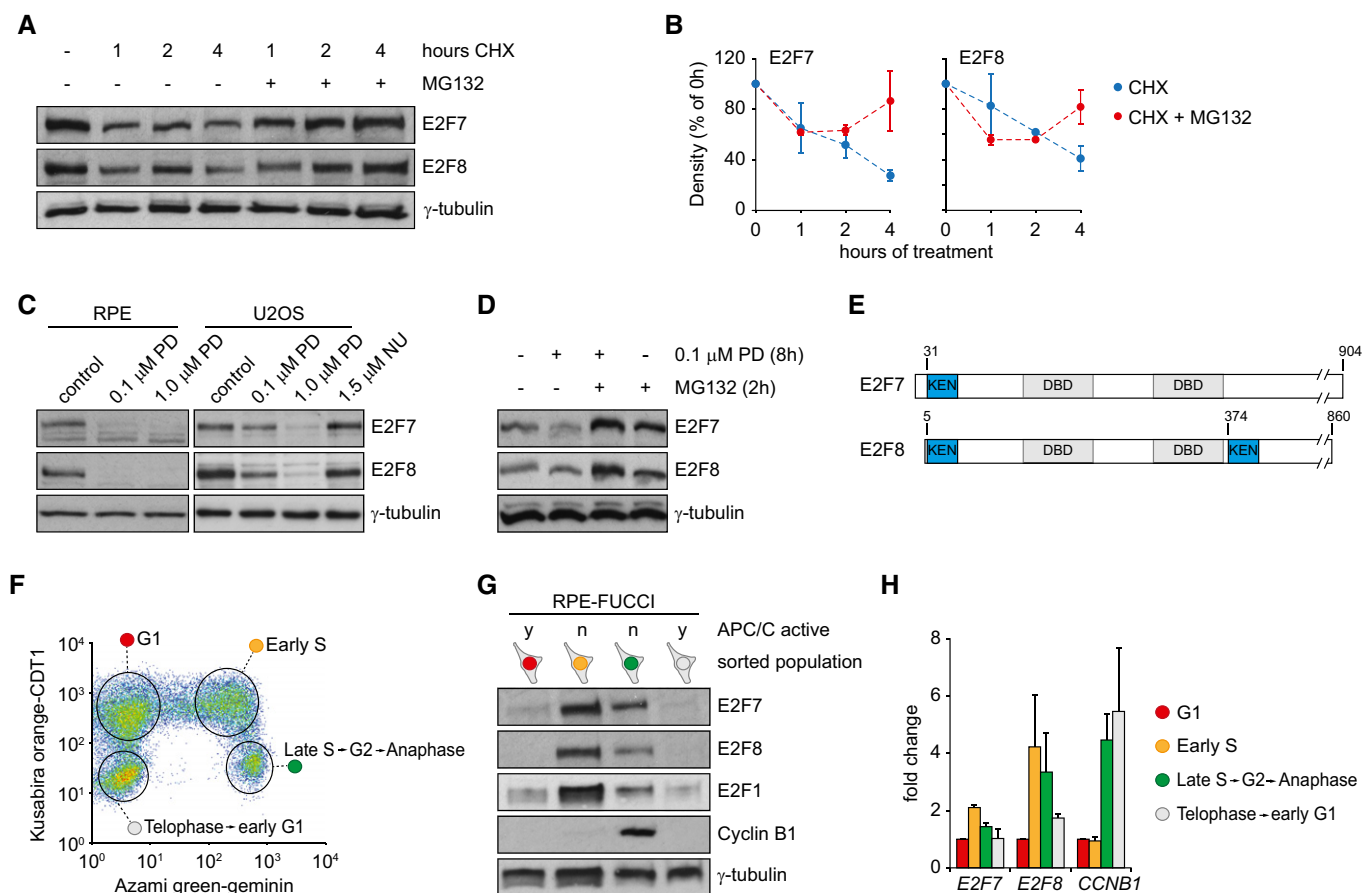 A
- 1 2 4 1 2 4 hours CHX
- - - - + + + MG132
E2F7
E2F8
γ-tubulin
B
E2F7
E2F8
120
80
40
0
Density (% of 0h)
0 1 2 4
0 1 2 4
hours of treatment
CHX
CHX + MG132
C
RPE
U2OS
control
0.1 μM PD
1.0 μM PD
control
0.1 μM PD
1.0 μM PD
1.5 μM NU
E2F7
E2F8
γ-tubulin
D
- + + - 0.1 μM PD (8h)
- - + + MG132 (2h)
E2F7
E2F8
γ-tubulin
E
31 904
E2F7 KEN DBD DBD
5 374 860
E2F8 KEN DBD DBD KEN
F
G1
Early S
Late S→G2→Anaphase
Telophase→early G1
10⁴
10³
10²
10¹
10⁰
Kusabira orange-CDT1
10⁰ 10¹ 10² 10³ 10⁴
Azami green-geminin
G
RPE-FUCCI
y n n y APC/C active
sorted population
E2F7
E2F8
E2F1
Cyclin B1
γ-tubulin
H
8
6
4
2
0
fold change
E2F7 E2F8 CCNB1
G1
Early S
Late S→G2→Anaphase
Telophase→early G1